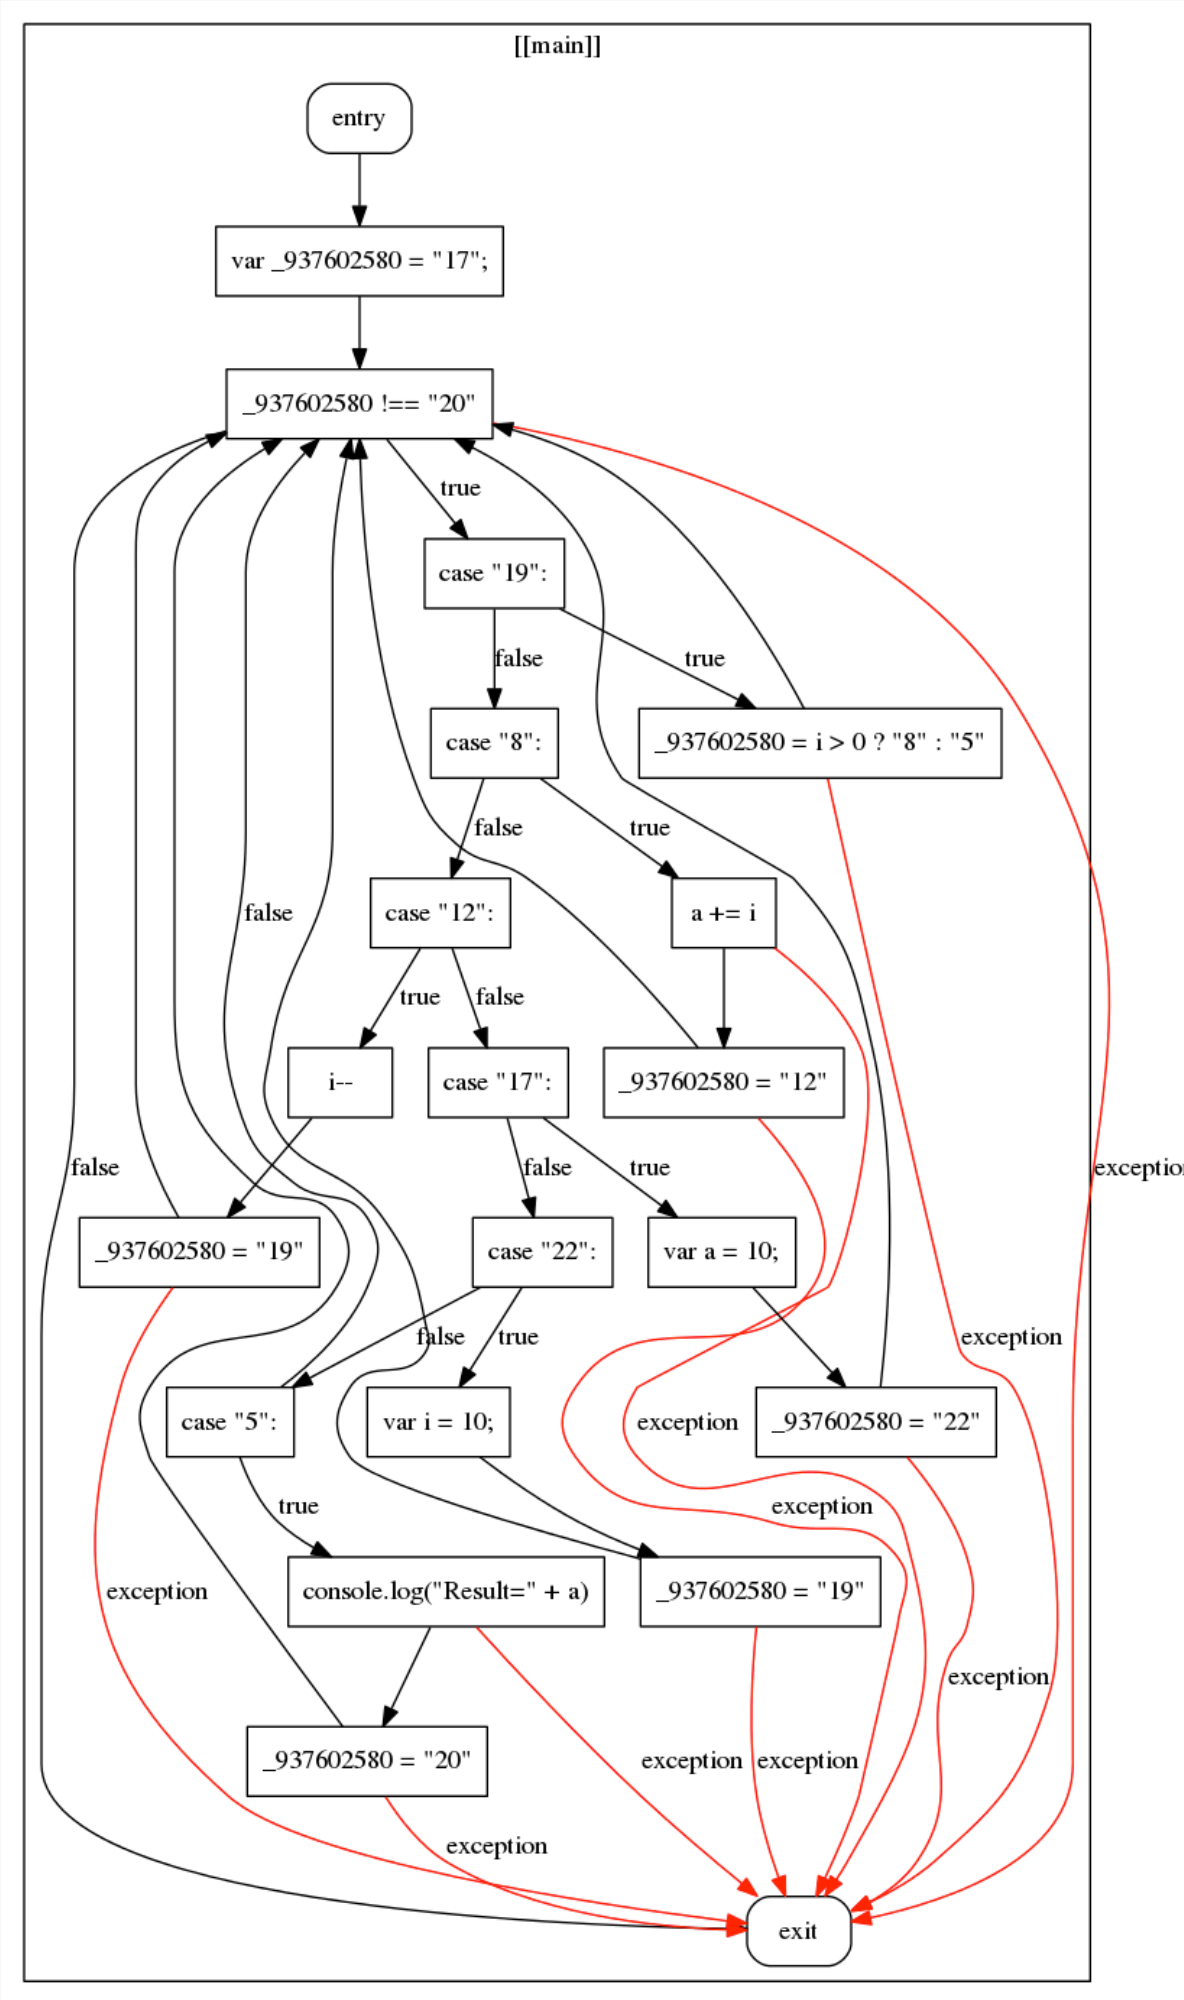 [[main]]
entry
var _937602580 = "17";
_937602580 !== "20"
true
case "19":
false
true
case "8":
_937602580 = i > 0 ? "8" : "5"
false
true
false
case "12":
a += i
true
false
i--
case "17":
_937602580 = "12"
false
false
true
exception
_937602580 = "19"
case "22":
var a = 10;
false
true
exception
case "5":
var i = 10;
exception
_937602580 = "22"
true
exception
exception
console.log("Result=" + a)
_937602580 = "19"
exception
_937602580 = "20"
exception
exception
exception
exit